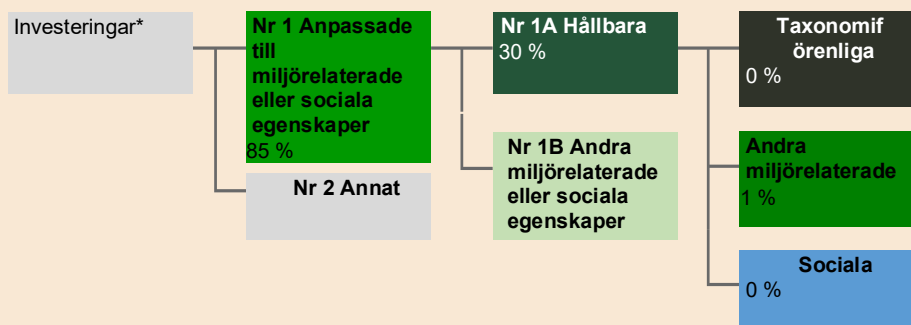 Investeringar*
Nr 1 Anpassade
till
miljörelaterade
eller sociala
egenskaper
85 %
Nr 2 Annat
Nr 1A Hållbara
30 %
Nr 1B Andra
miljörelaterade
eller sociala
egenskaper
Taxonomif
örenliga
0 %
Andra
miljörelaterade
1 %
Sociala
0 %